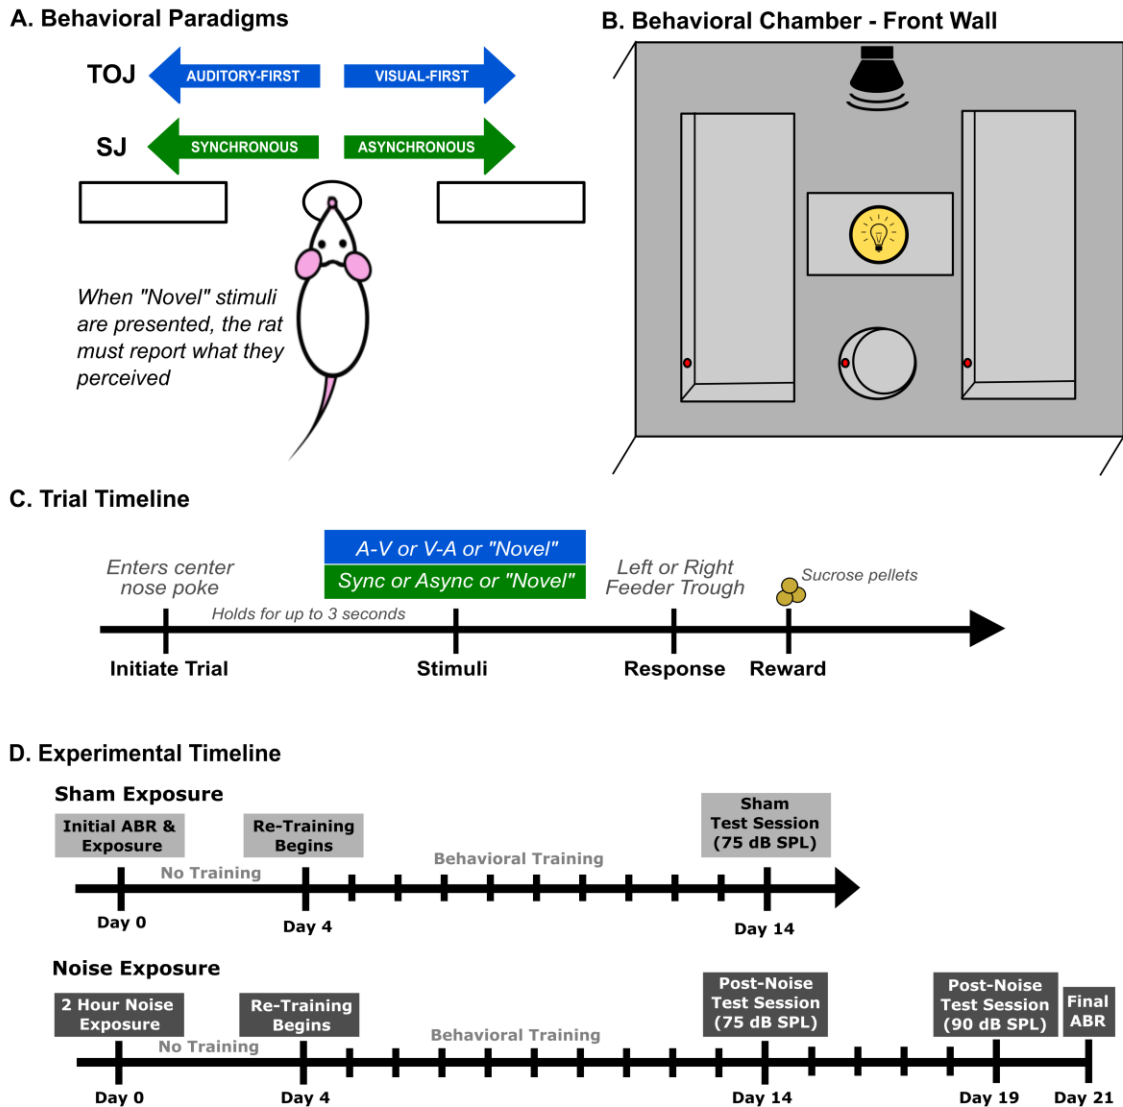 A. Behavioral Paradigms
TOJ
AUDITORY-FIRST
VISUAL-FIRST
SJ
SYNCHRONOUS
ASYNCHRONOUS
When "Novel" stimuli
are presented, the rat
must report what they
perceived
B. Behavioral Chamber - Front Wall
C. Trial Timeline
Enters center
nose poke
Holds for up to 3 seconds
A-V or V-A or "Novel"
Sync or Async or "Novel"
Left or Right
Feeder Trough
Sucrose pellets
Initiate Trial
Stimuli
Response
Reward
D. Experimental Timeline
Sham Exposure
Initial ABR &
Exposure
No Training
Re-Training
Begins
Behavioral Training
Sham
Test Session
(75 dB SPL)
Day 0
Day 4
Day 14
Noise Exposure
2 Hour Noise
Exposure
No Training
Re-Training
Begins
Behavioral Training
Post-Noise
Test Session
(75 dB SPL)
Post-Noise
Test Session
(90 dB SPL)
Final
ABR
Day 0
Day 4
Day 14
Day 19
Day 21